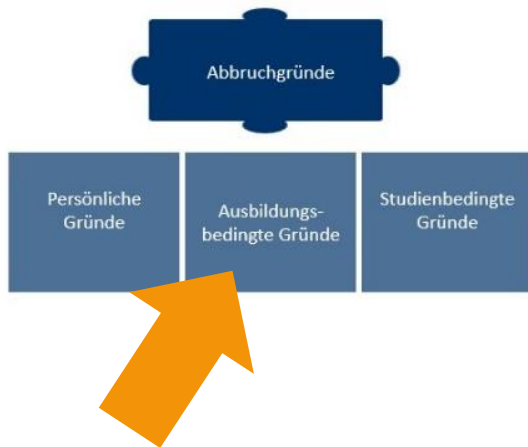 Abbruchgründe
Persönliche
Gründe
Ausbildungs-
bedingte Gründe
Studienbedingte
Gründe